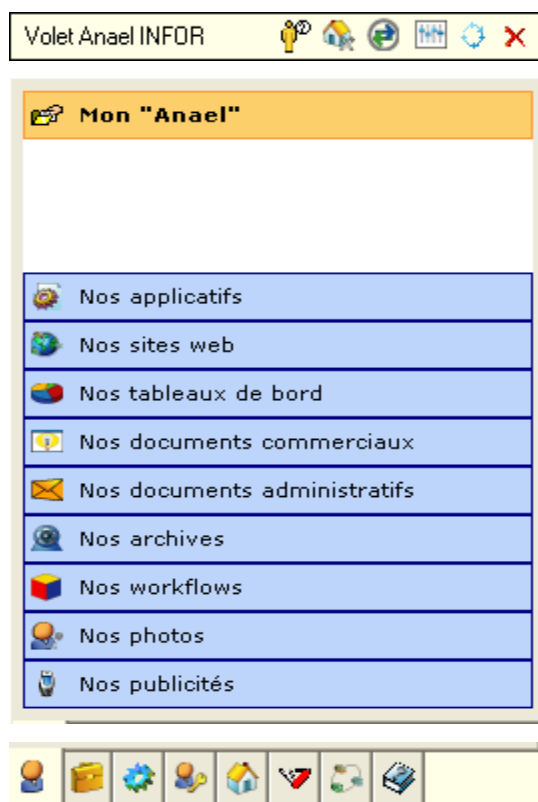 Volet Anael INFOR
Mon "Anael"
Nos applicatifs
Nos sites web
Nos tableaux de bord
Nos documents commerciaux
Nos documents administratifs
Nos archives
Nos workflows
Nos photos
Nos publicités